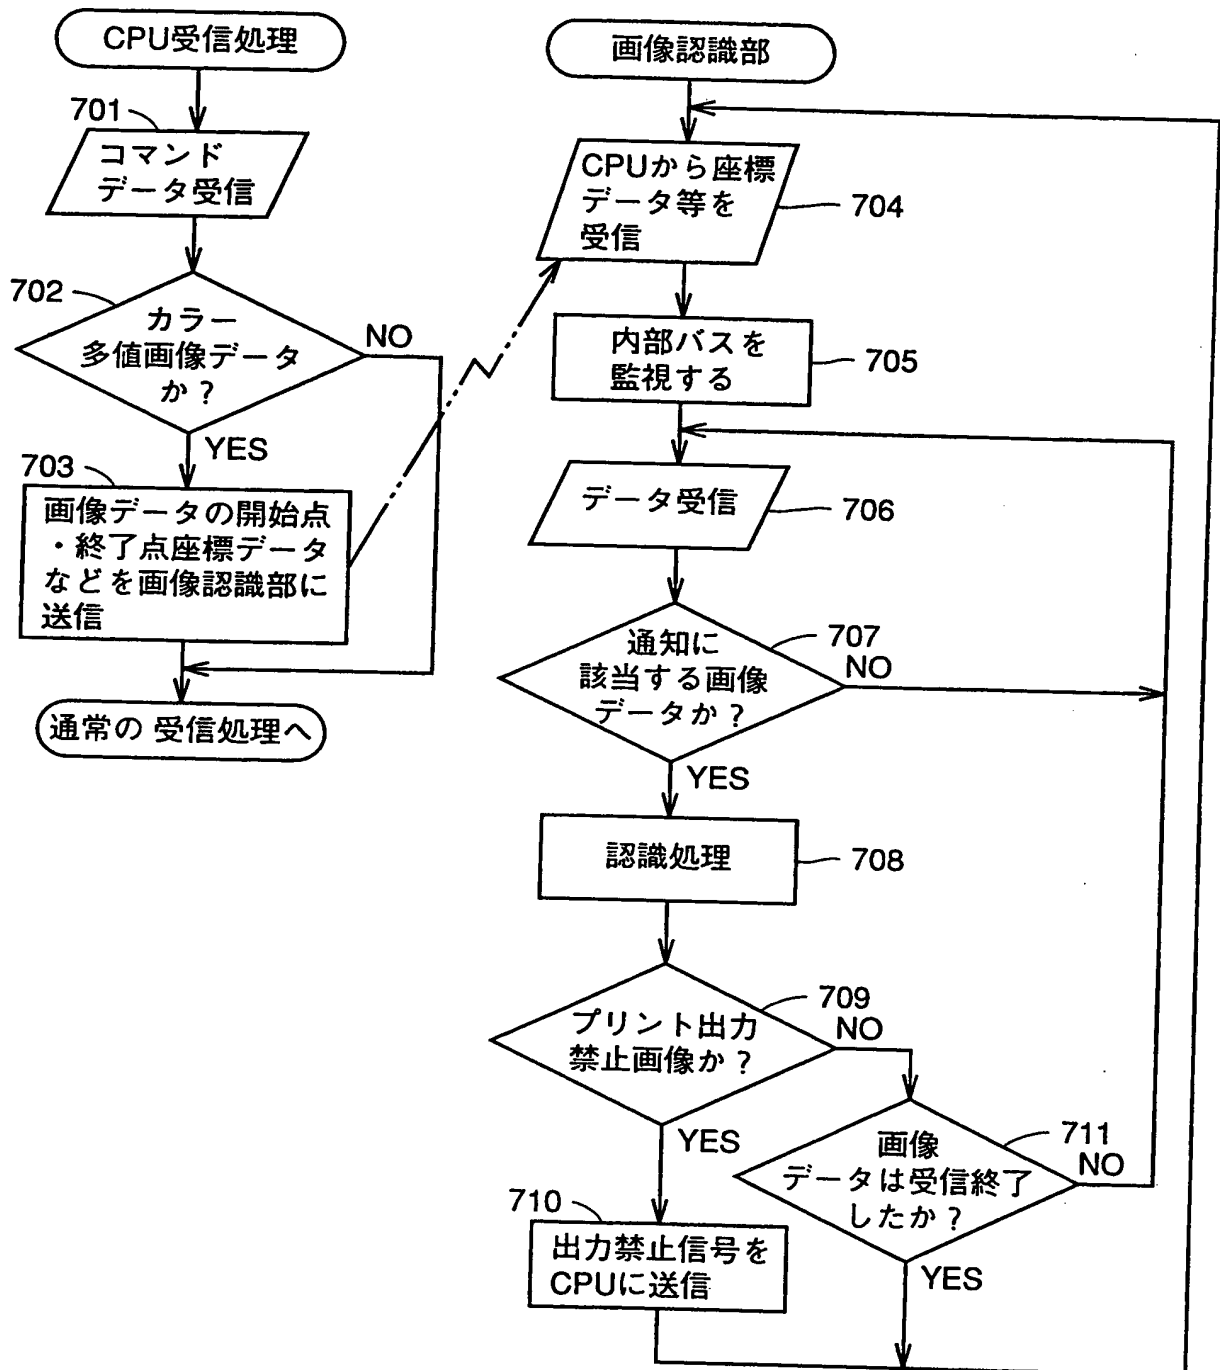 CPU受信処理
701
コマンド
データ受信
702
カラー
多値画像データ
か？
NO
YES
703
画像データの開始点
・終了点座標データ
などを画像認識部に
送信
通常の 受信処理へ
画像認識部
CPUから座標
データ等を
受信
704
内部バスを
監視する
705
データ受信
706
通知に
該当する画像
データか？
707
NO
YES
認識処理
708
プリント出力
禁止画像か？
709
NO
YES
710
出力禁止信号を
CPUに送信
画像
データは受信終了
したか？
711
NO
YES